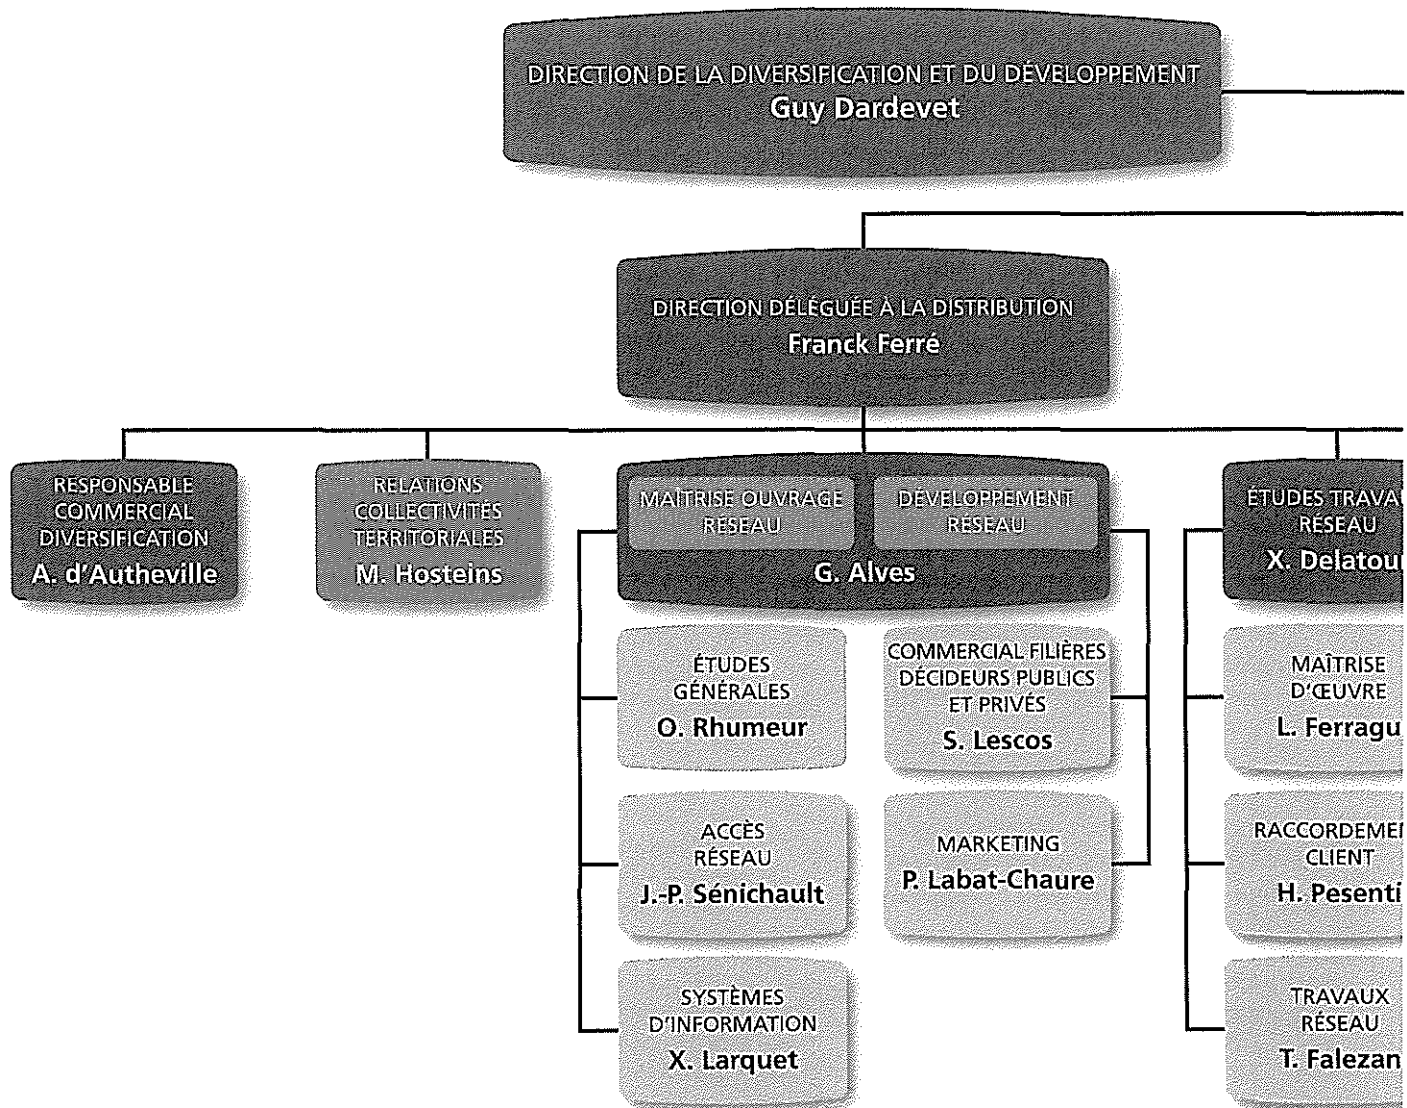 DIRECTION DE LA DIVERSIFICATION ET DU DÉVELOPPEMENT
Guy Dardevet
DIRECTION DÉLÉGUÉE À LA DISTRIBUTION
Franck Ferré
RESPONSABLE
COMMERCIAL
DIVERSIFICATION
A. d'Autheville
RELATIONS
COLLECTIVITÉS
TERRITORIALES
M. Hosteins
MAÎTRISE OUVRAGE
RÉSEAU
DÉVELOPPEMENT
RÉSEAU
G. Alves
ÉTUDES
GÉNÉRALES
O. Rhumeur
ACCÈS
RÉSEAU
J.-P. Sénichault
SYSTÈMES
D'INFORMATION
X. Larquet
COMMERCIAL FILIÈRES
DÉCIDEURS PUBLICS
ET PRIVÉS
S. Lescos
MARKETING
P. Labat-Chaure
ÉTUDES
RÉSEAU
X.
MAÎTRISE
D'ŒUVRE
L.
CLIENT
H.
TRAVAUX
RÉSEAU
T.